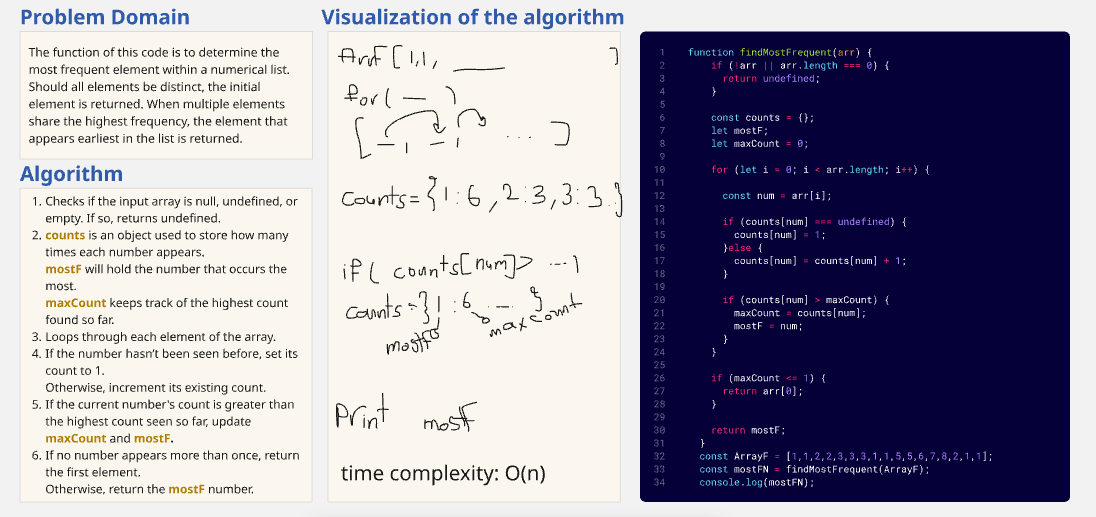 Problem Domain
The function of this code is to determine the
most frequent element within a numerical list.
Should all elements be distinct, the initial
element is returned. When multiple elements
share the highest frequency, the element that
appears earliest in the list is returned.
Algorithm
1. Checks if the input array is null, undefined, or
empty. If so, returns undefined.
2. counts is an object used to store how many
times each number appears.
mostF will hold the number that occurs the
most.
maxCount keeps track of the highest count
found so far.
3. Loops through each element of the array.
4. If the number hasn't been seen before, set its
count to 1.
Otherwise, increment its existing count.
5. If the current number's count is greater than
the highest count seen so far, update
maxCount and mostF.
6. If no number appears more than once, return
the first element.
Otherwise, return the mostF number.
Visualization of the algorithm
[1,1, ___ ]
for( — )
[ — , — , ... ]
counts={1:6,2:3,3:3..}
if( counts[num]> ...)
counts={1:6 ... }
mostF maxcount
Print mostF
time complexity: O(n)
1 function findMostFrequent(arr) {
2 if (!arr || arr.length === 0) {
3 return undefined;
4 }
5
6 const counts = {};
7 let mostF;
8 let maxCount = 0;
9
10 for (let i = 0; i < arr.length; i++) {
11
12 const num = arr[i];
13
14 if (counts[num] === undefined) {
15 counts[num] = 1;
16 }else {
17 counts[num] = counts[num] + 1;
18 }
19
20 if (counts[num] > maxCount) {
21 maxCount = counts[num];
22 mostF = num;
23 }
24 }
25
26 if (maxCount <= 1) {
27 return arr[0];
28 }
29
30 return mostF;
31 }
32 const ArrayF = [1,1,2,2,3,3,3,1,1,5,5,6,7,8,2,1,1];
33 const mostFN = findMostFrequent(ArrayF);
34 console.log(mostFN);